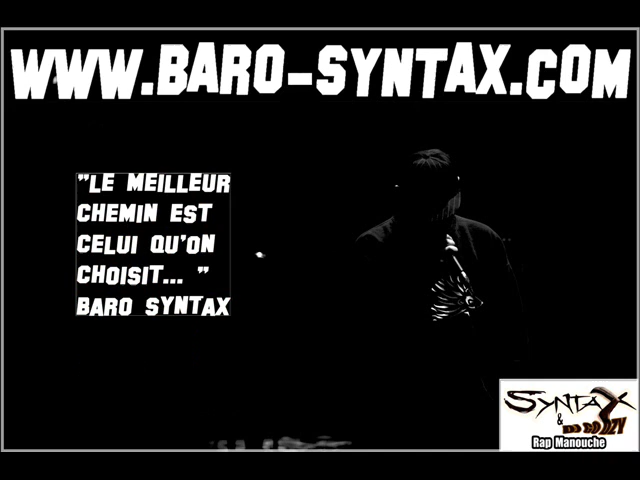 WWW.BARO-SYNTAX.COM
"LE MEILLEUR
CHEMIN EST
CELUI QU'ON
CHOISIT... "
BARO SYNTAX
SYNTAX
&
Rap Manouche